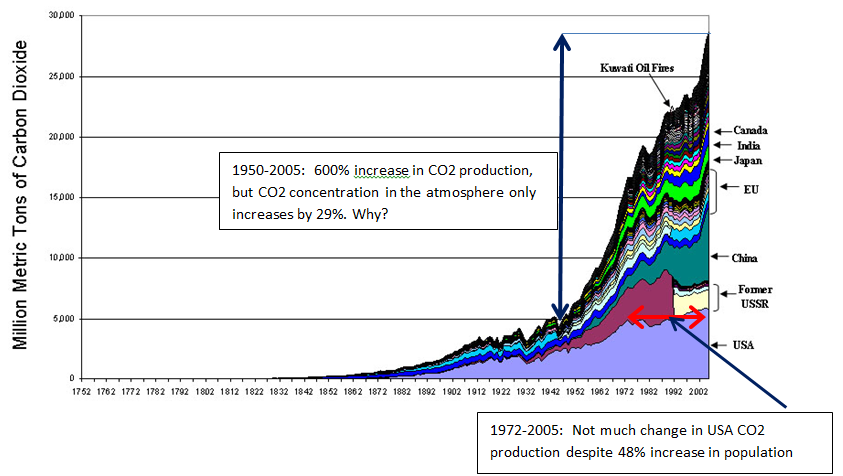 Million Metric Tons of Carbon Dioxide
30,000
25,000
20,000
15,000
10,000
5,000
0
1752 1762 1772 1782 1792 1802 1812 1822 1832 1842 1852 1862 1872 1882 1892 1902 1912 1922 1932 1942 1952 1962 1972 1982 1992 2002
1950-2005: 600% increase in CO2 production,
but CO2 concentration in the atmosphere only
increases by 29%. Why?
Kuwati Oil Fires
Canada
India
Japan
EU
China
Former
USSR
USA
1972-2005: Not much change in USA CO2
production despite 48% increase in population